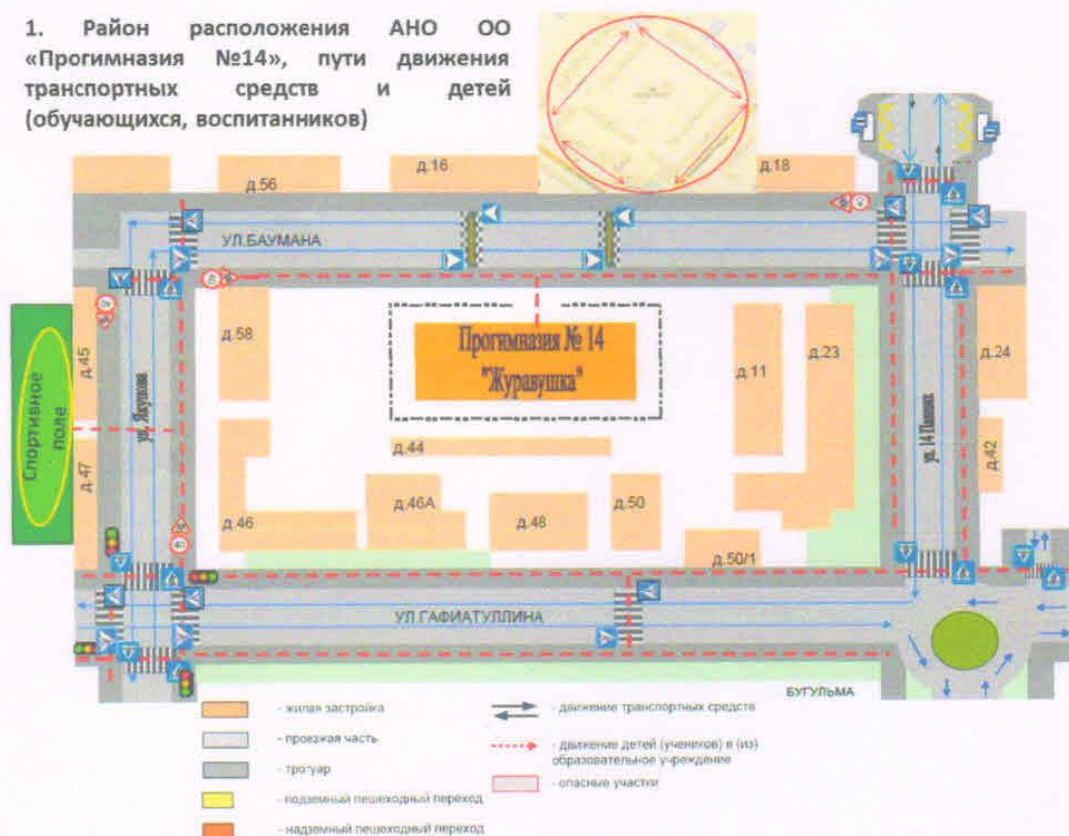 1. Район расположения АНО ОО
«Прогимназия №14», пути движения
транспортных средств и детей
(обучающихся, воспитанников)
д.56
д.16
д.18
УЛ.БАУМАНА
д.45
д.58
Прогимназия № 14
"Журавушка"
д.11
д.23
д.24
Спортивное
поле
ул. Якупова
ул. 14 Павших
д.44
д.42
д.47
д.46
д.46А
д.48
д.50
д.50/1
40
УЛ.ГАФИАТУЛЛИНА
БУГУЛЬМА
- жилая застройка
- проезжая часть
- тротуар
- подземный пешеходный переход
- надземный пешеходный переход
- движение транспортных средств
- движение детей (учеников) в (из)
образовательное учреждение
- опасные участки